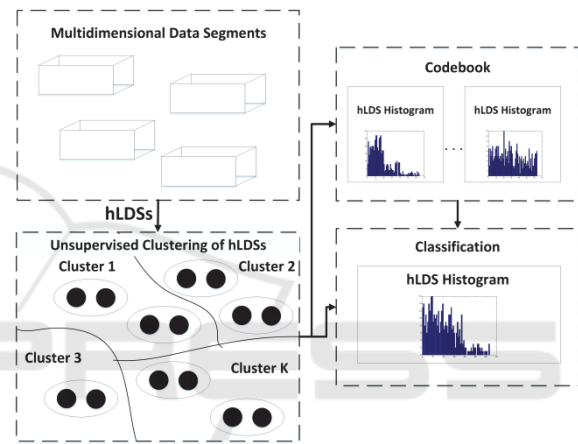 Multidimensional Data Segments
hLDSs
Unsupervised Clustering of hLDSs
Cluster 1
Cluster 2
Cluster 3
Cluster K
Codebook
hLDS Histogram
hLDS Histogram
. . .
Classification
hLDS Histogram
PRESS